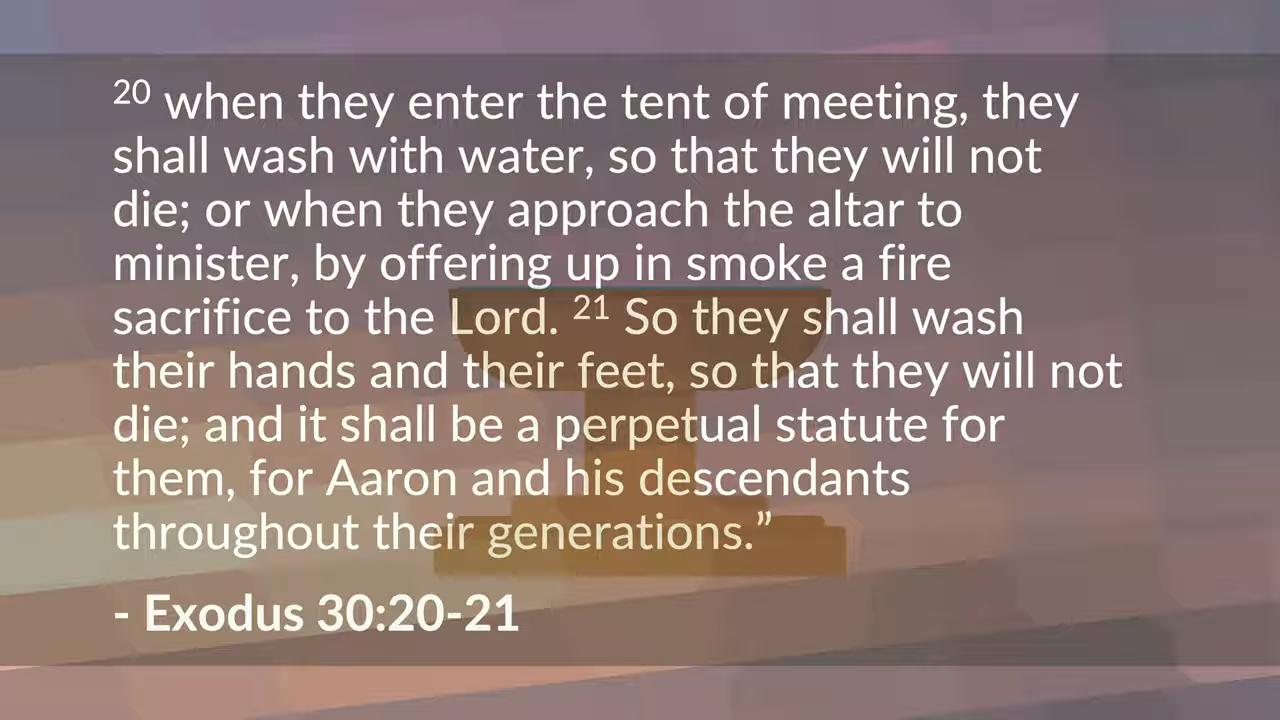 20 when they enter the tent of meeting, they
shall wash with water, so that they will not
die; or when they approach the altar to
minister, by offering up in smoke a fire
sacrifice to the Lord. 21 So they shall wash
their hands and their feet, so that they will not
die; and it shall be a perpetual statute for
them, for Aaron and his descendants
throughout their generations.”
- Exodus 30:20-21